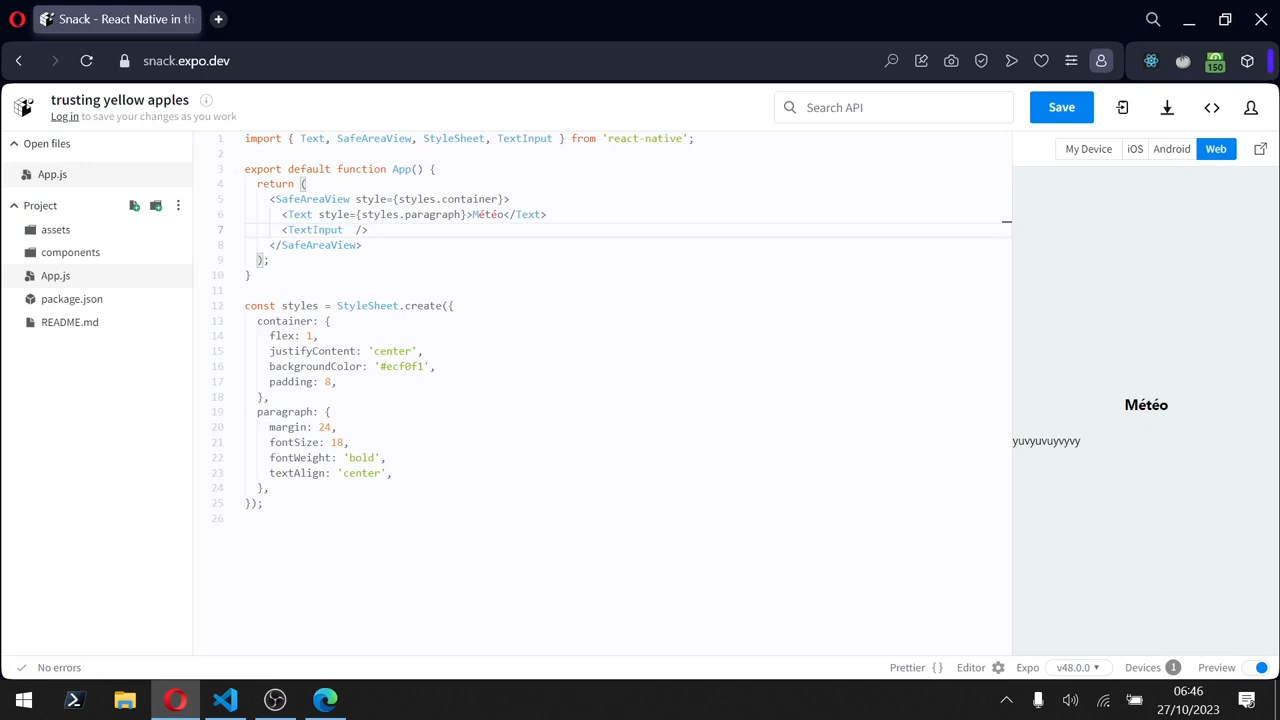 Snack - React Native in th
snack.expo.dev
150
trusting yellow apples
Log in to save your changes as you work
Search API
Save
Open files
App.js
Project
assets
components
App.js
package.json
README.md
1 import { Text, SafeAreaView, StyleSheet, TextInput } from 'react-native';
2
3 export default function App() {
4 return (
5 <SafeAreaView style={styles.container}>
6 <Text style={styles.paragraph}>Météo</Text>
7 <TextInput />
8 </SafeAreaView>
9 );
10 }
11
12 const styles = StyleSheet.create({
13 container: {
14 flex: 1,
15 justifyContent: 'center',
16 backgroundColor: '#ecf0f1',
17 padding: 8,
18 },
19 paragraph: {
20 margin: 24,
21 fontSize: 18,
22 fontWeight: 'bold',
23 textAlign: 'center',
24 },
25 });
26
My Device iOS Android Web
Météo
yuvyuvuyvyvy
No errors
Prettier {} Editor Expo v48.0.0 Devices 1 Preview
06:46
27/10/2023